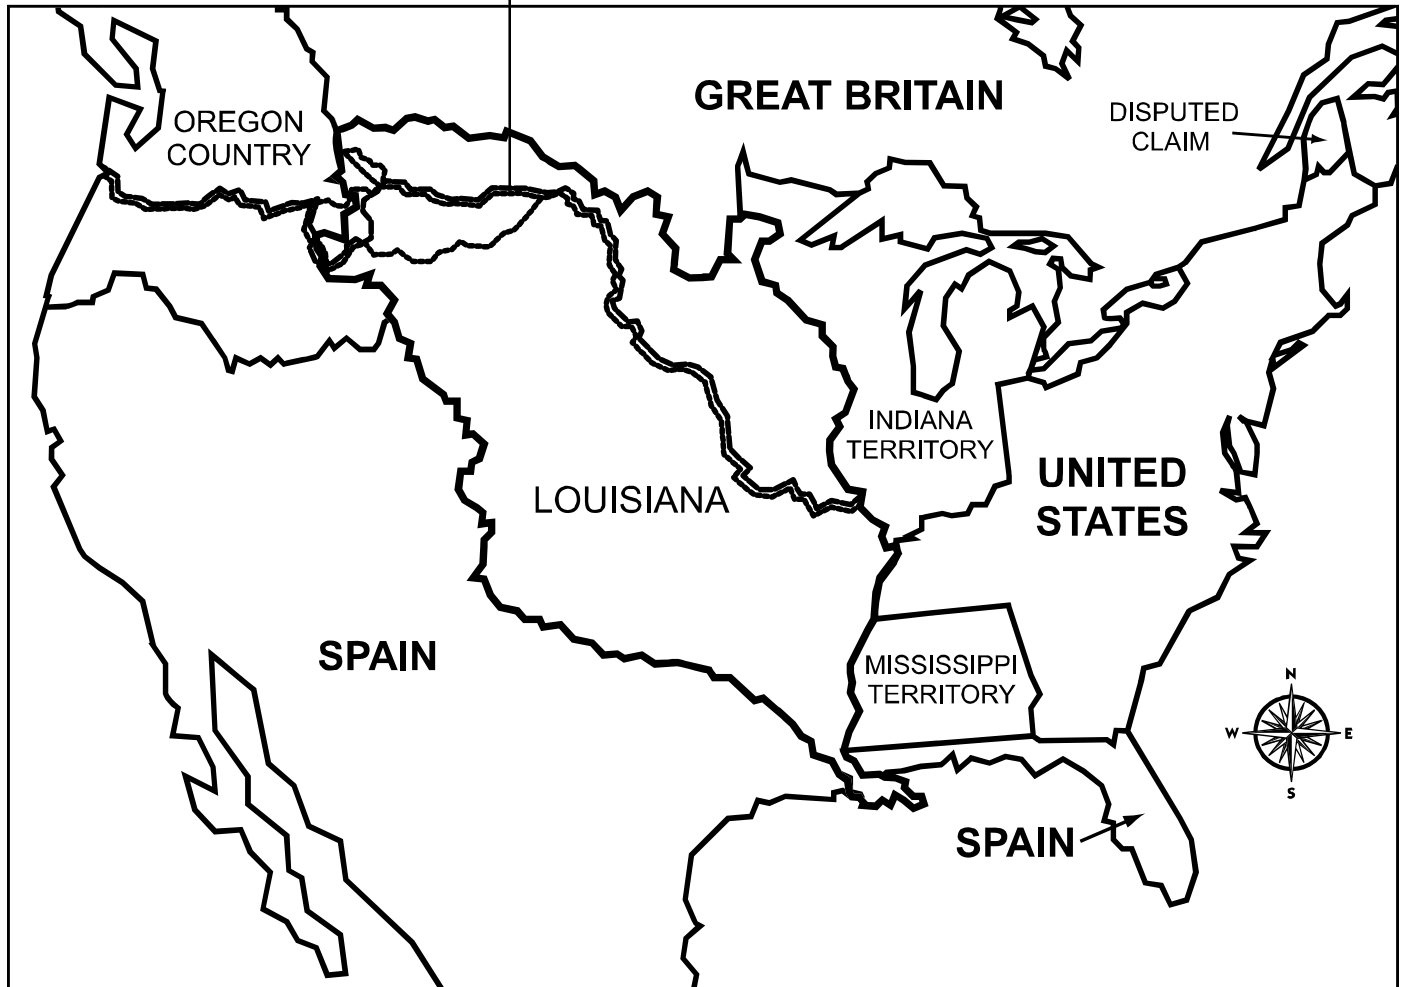 GREAT BRITAIN
DISPUTED
CLAIM
OREGON
COUNTRY
INDIANA
TERRITORY
UNITED
STATES
LOUISIANA
SPAIN
MISSISSIPPI
TERRITORY
N
W
E
S
SPAIN